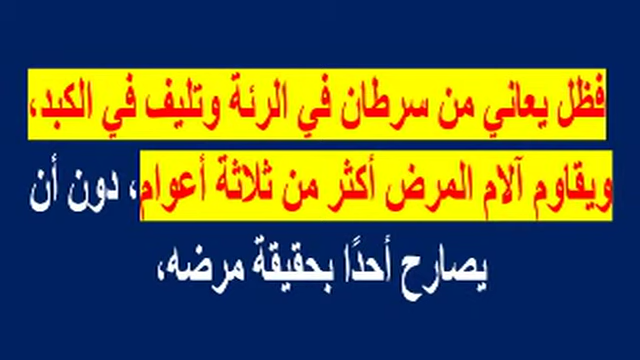 فظل يعاني من سرطان في الرئة وتليف في الكبد،
ويقاوم آلام المرض أكثر من ثلاثة أعوام، دون أن
يصارح أحدًا بحقيقة مرضه،